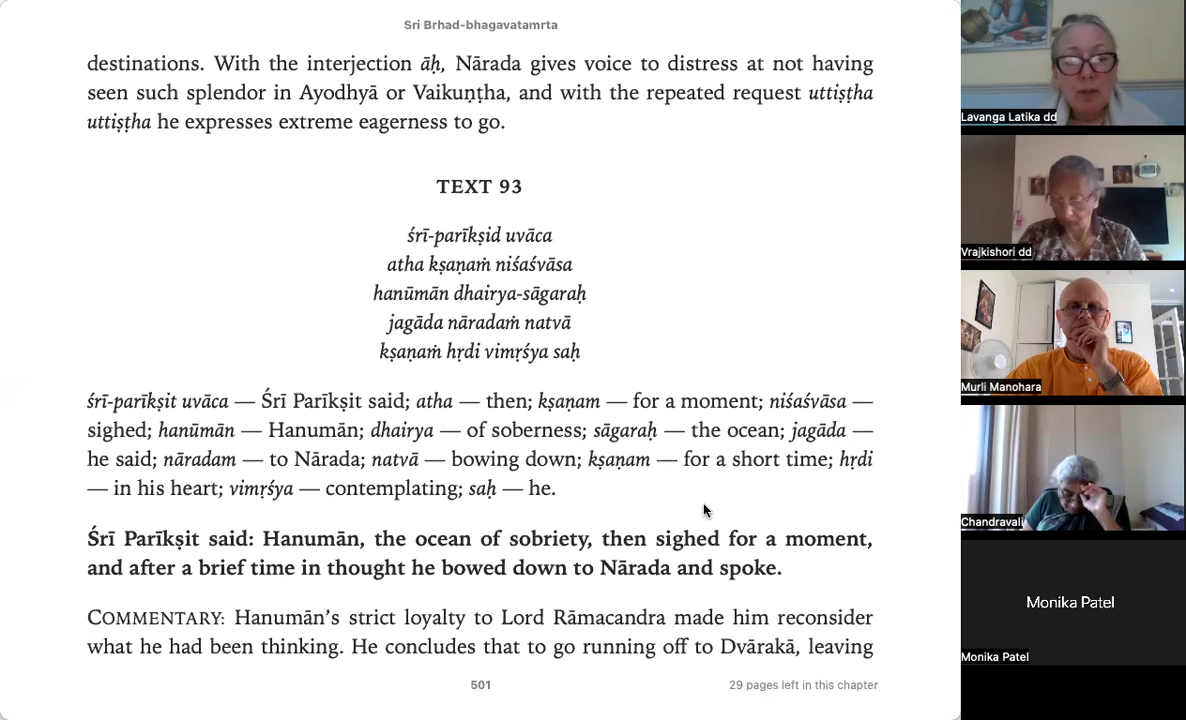 Sri Brhad-bhagavatamrta
destinations. With the interjection āḥ, Nārada gives voice to distress at not having
seen such splendor in Ayodhyā or Vaikuṇṭha, and with the repeated request uttiṣṭha
uttiṣṭha he expresses extreme eagerness to go.
TEXT 93
śrī-parīkṣid uvāca
atha kṣaṇaṁ niśaśvāsa
hanūmān dhairya-sāgaraḥ
jagāda nāradaṁ natvā
kṣaṇaṁ hṛdi vimṛśya saḥ
śrī-parīkṣit uvāca — Śrī Parīkṣit said; atha — then; kṣaṇam — for a moment; niśaśvāsa —
sighed; hanūmān — Hanumān; dhairya — of soberness; sāgaraḥ — the ocean; jagāda —
he said; nāradam — to Nārada; natvā — bowing down; kṣaṇam — for a short time; hṛdi
— in his heart; vimṛśya — contemplating; saḥ — he.
Śrī Parīkṣit said: Hanumān, the ocean of sobriety, then sighed for a moment,
and after a brief time in thought he bowed down to Nārada and spoke.
COMMENTARY: Hanumān’s strict loyalty to Lord Rāmacandra made him reconsider
what he had been thinking. He concludes that to go running off to Dvārakā, leaving
501
29 pages left in this chapter
Lavanga Latika dd
Vrajkishori dd
Murli Manohara
Chandravali
Monika Patel
Monika Patel